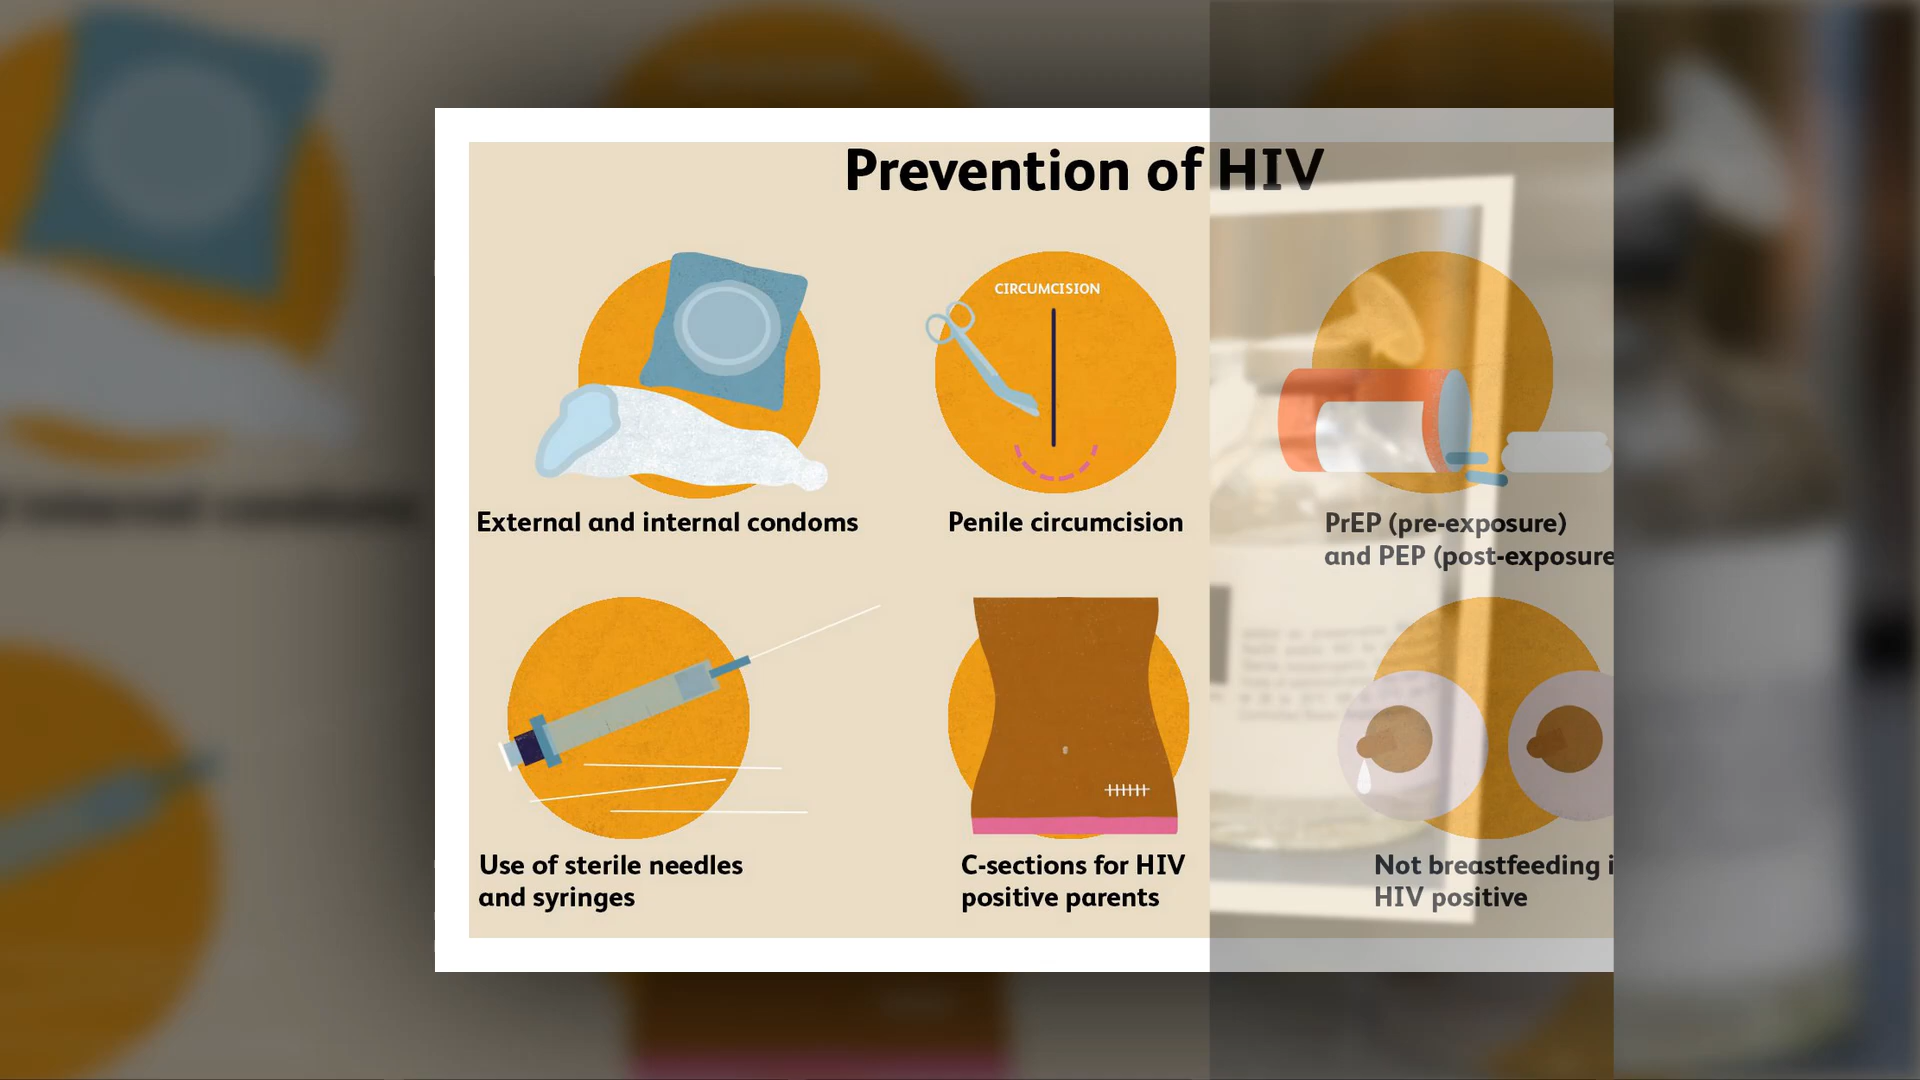 Prevention of HIV
CIRCUMCISION
External and internal condoms
Penile circumcision
PrEP (pre-exposure)
and PEP (post-exposure
Use of sterile needles
and syringes
C-sections for HIV
positive parents
Not breastfeeding
HIV positive